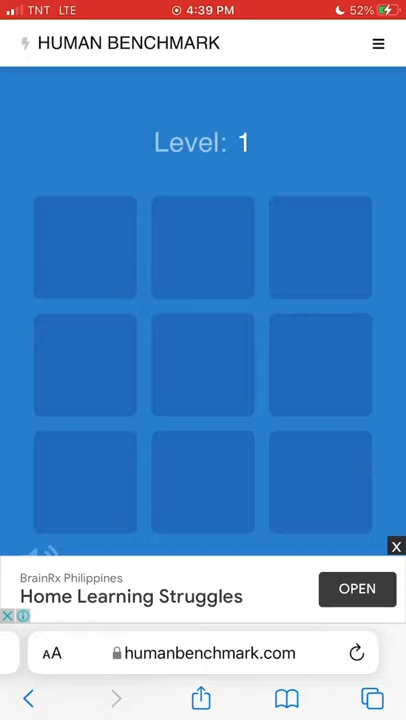 TNT LTE 4:39 PM 52%
HUMAN BENCHMARK
Level: 1
BrainRx Philippines
Home Learning Struggles
OPEN
X
AA humanbenchmark.com